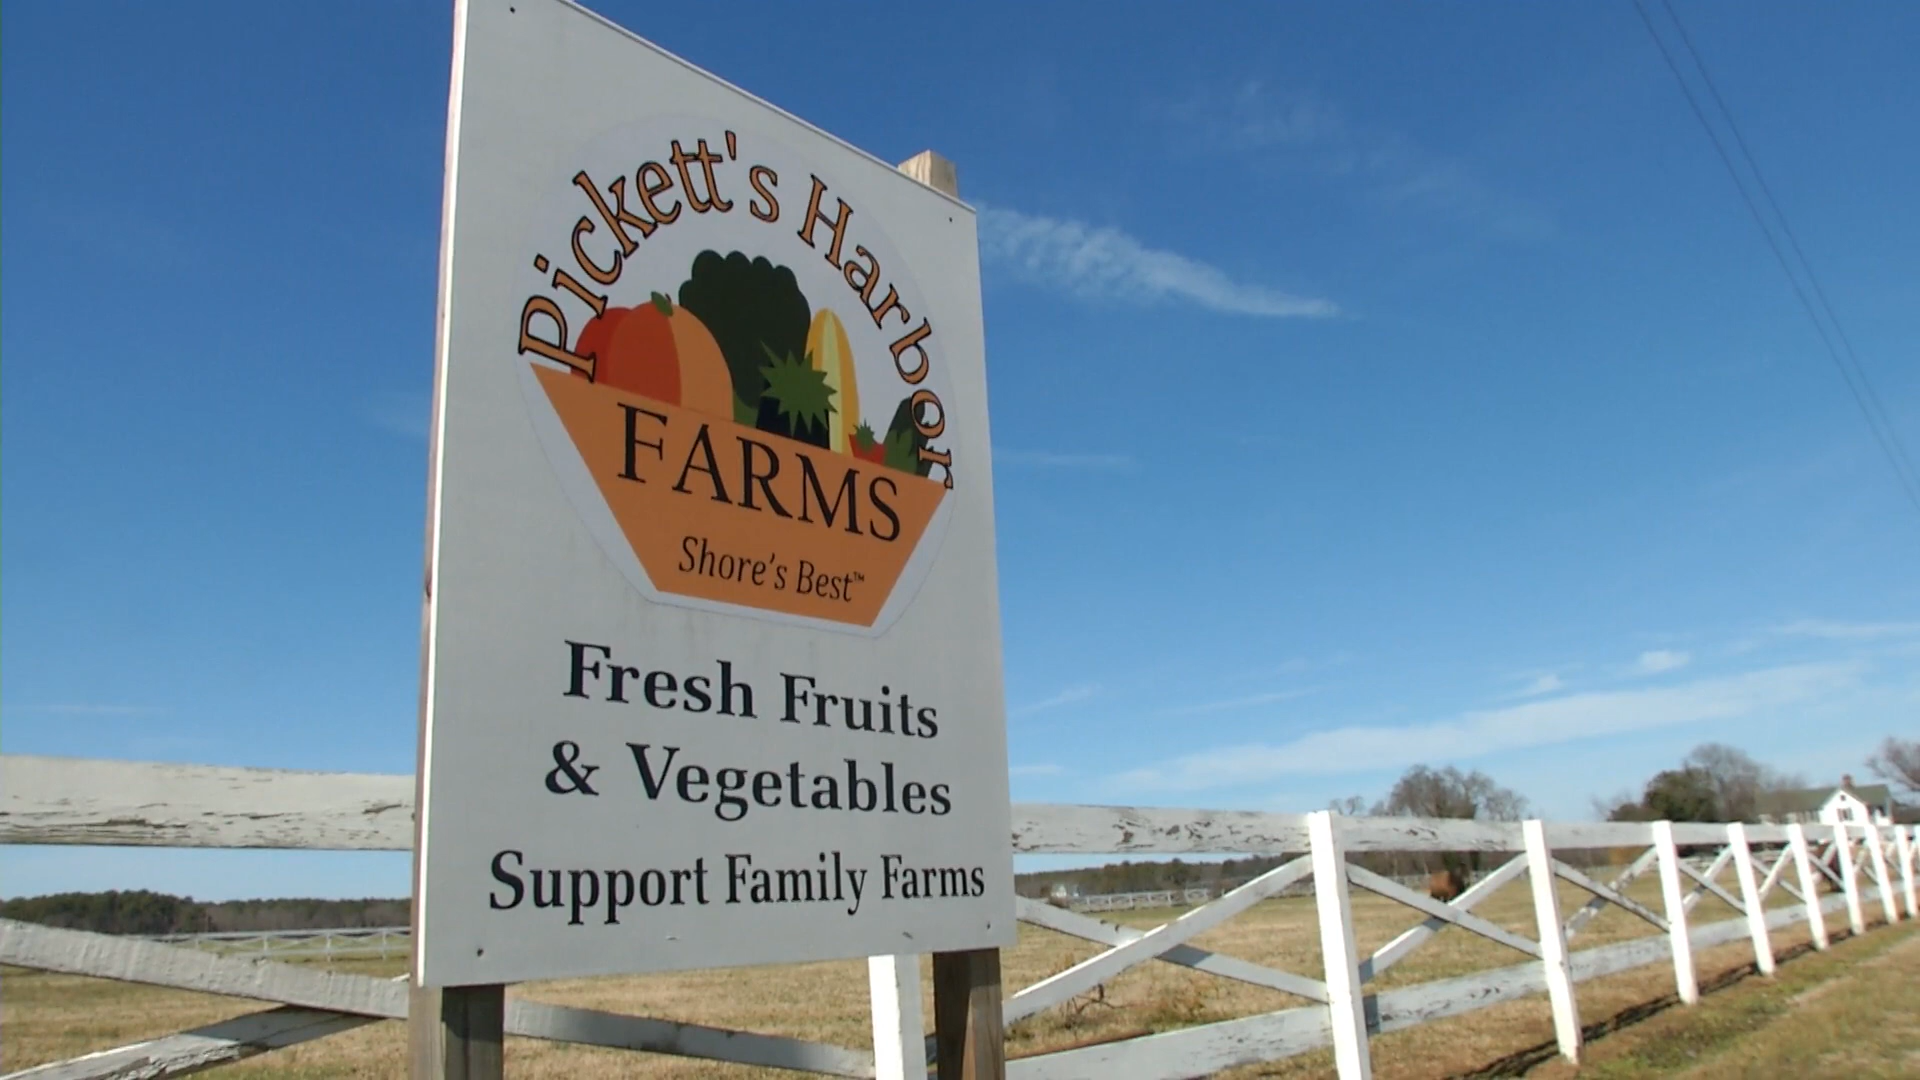 Pickett's Harbor
FARMS
Shore's Best™
Fresh Fruits
& Vegetables
Support Family Farms